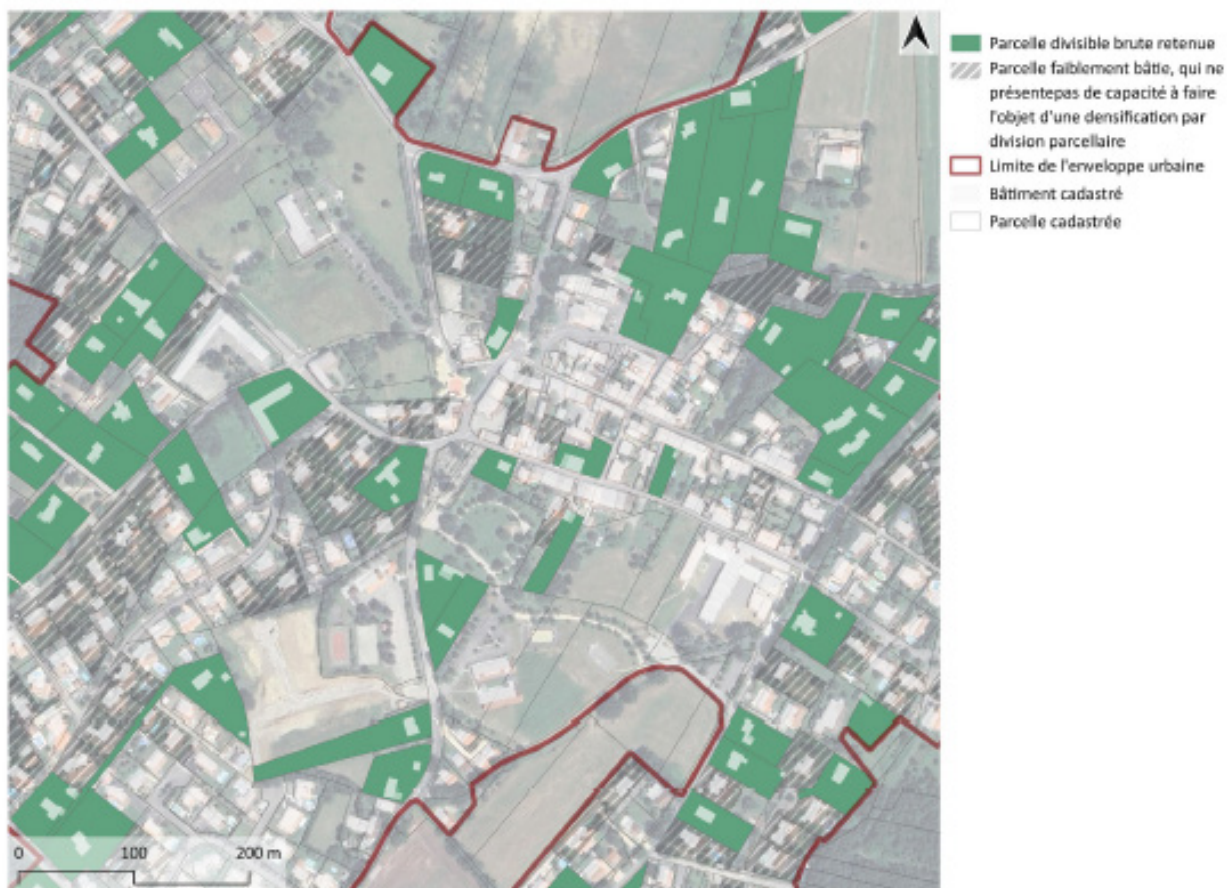 Parcelle divisible brute retenue
Parcelle faiblement bâtie, qui ne
présentepas de capacité à faire
l'objet d'une densification par
division parcellaire
Limite de l'enveloppe urbaine
Bâtiment cadastré
Parcelle cadastrée
0 100 200 m